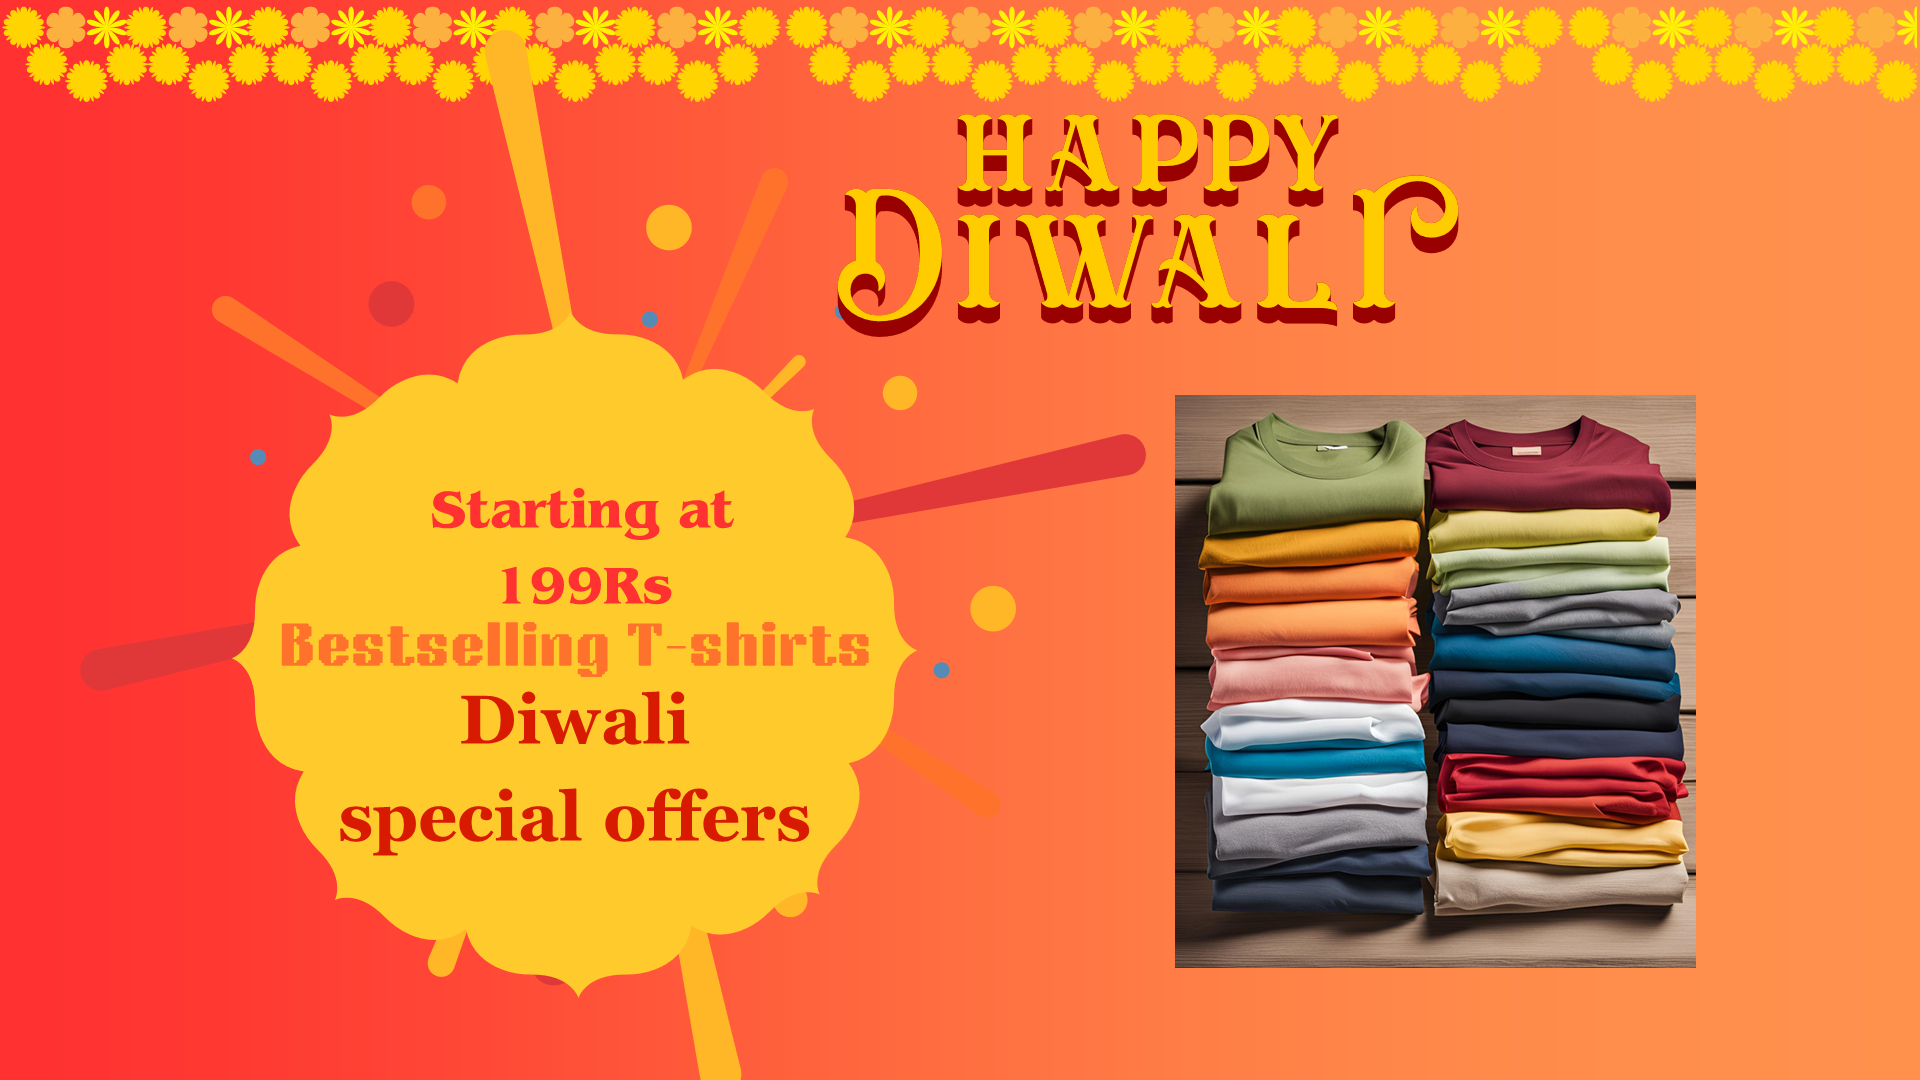 HAPPY
DIWALI
Starting at
199Rs
Bestselling T-shirts
Diwali
special offers